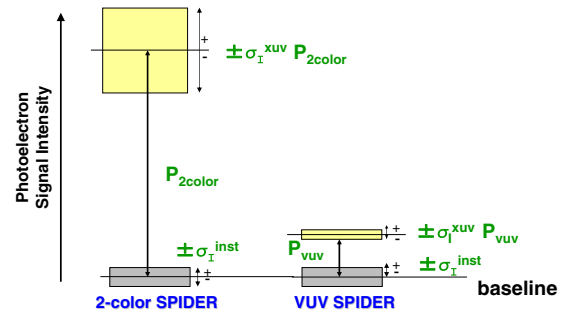 Photoelectron
Signal Intensity
+
-
± σ_I^xuv P_2color
P_2color
± σ_I^inst
+
-
2-color SPIDER
+
-
± σ_I^xuv P_vuv
P_vuv
+
-
± σ_I^inst
VUV SPIDER
baseline